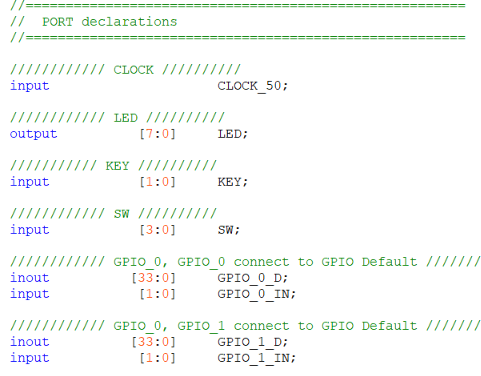 //=======================================================
//  PORT declarations
//=======================================================
//////////// CLOCK //////////
input CLOCK_50;
//////////// LED //////////
output [7:0] LED;
/////////// KEY //////////
input [1:0] KEY;
//////////// SW //////////
input [3:0] SW;
//////////// GPIO_0, GPIO_0 connect to GPIO Default ///////
inout [33:0] GPIO_0_D;
input [1:0] GPIO_0_IN;
//////////// GPIO_0, GPIO_1 connect to GPIO Default ///////
inout [33:0] GPIO_1_D;
input [1:0] GPIO_1_IN;